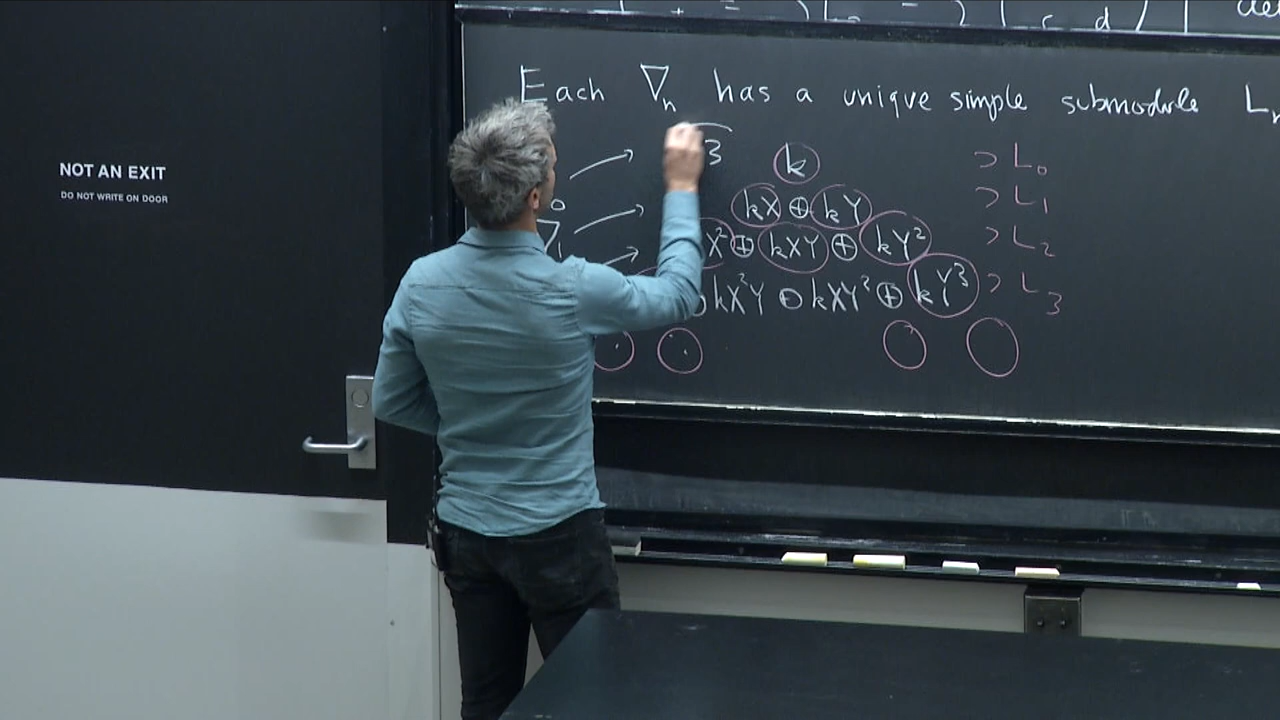 NOT AN EXIT
DO NOT WRITE ON DOOR
Each ∇ₙ has a unique simple submodule
3
k ⊃ L₀
kX ⊕ kY ⊃ L₁
X² ⊕ kXY ⊕ kY² ⊃ L₂
kX²Y ⊕ kXY² ⊕ kY³ ⊃ L₃